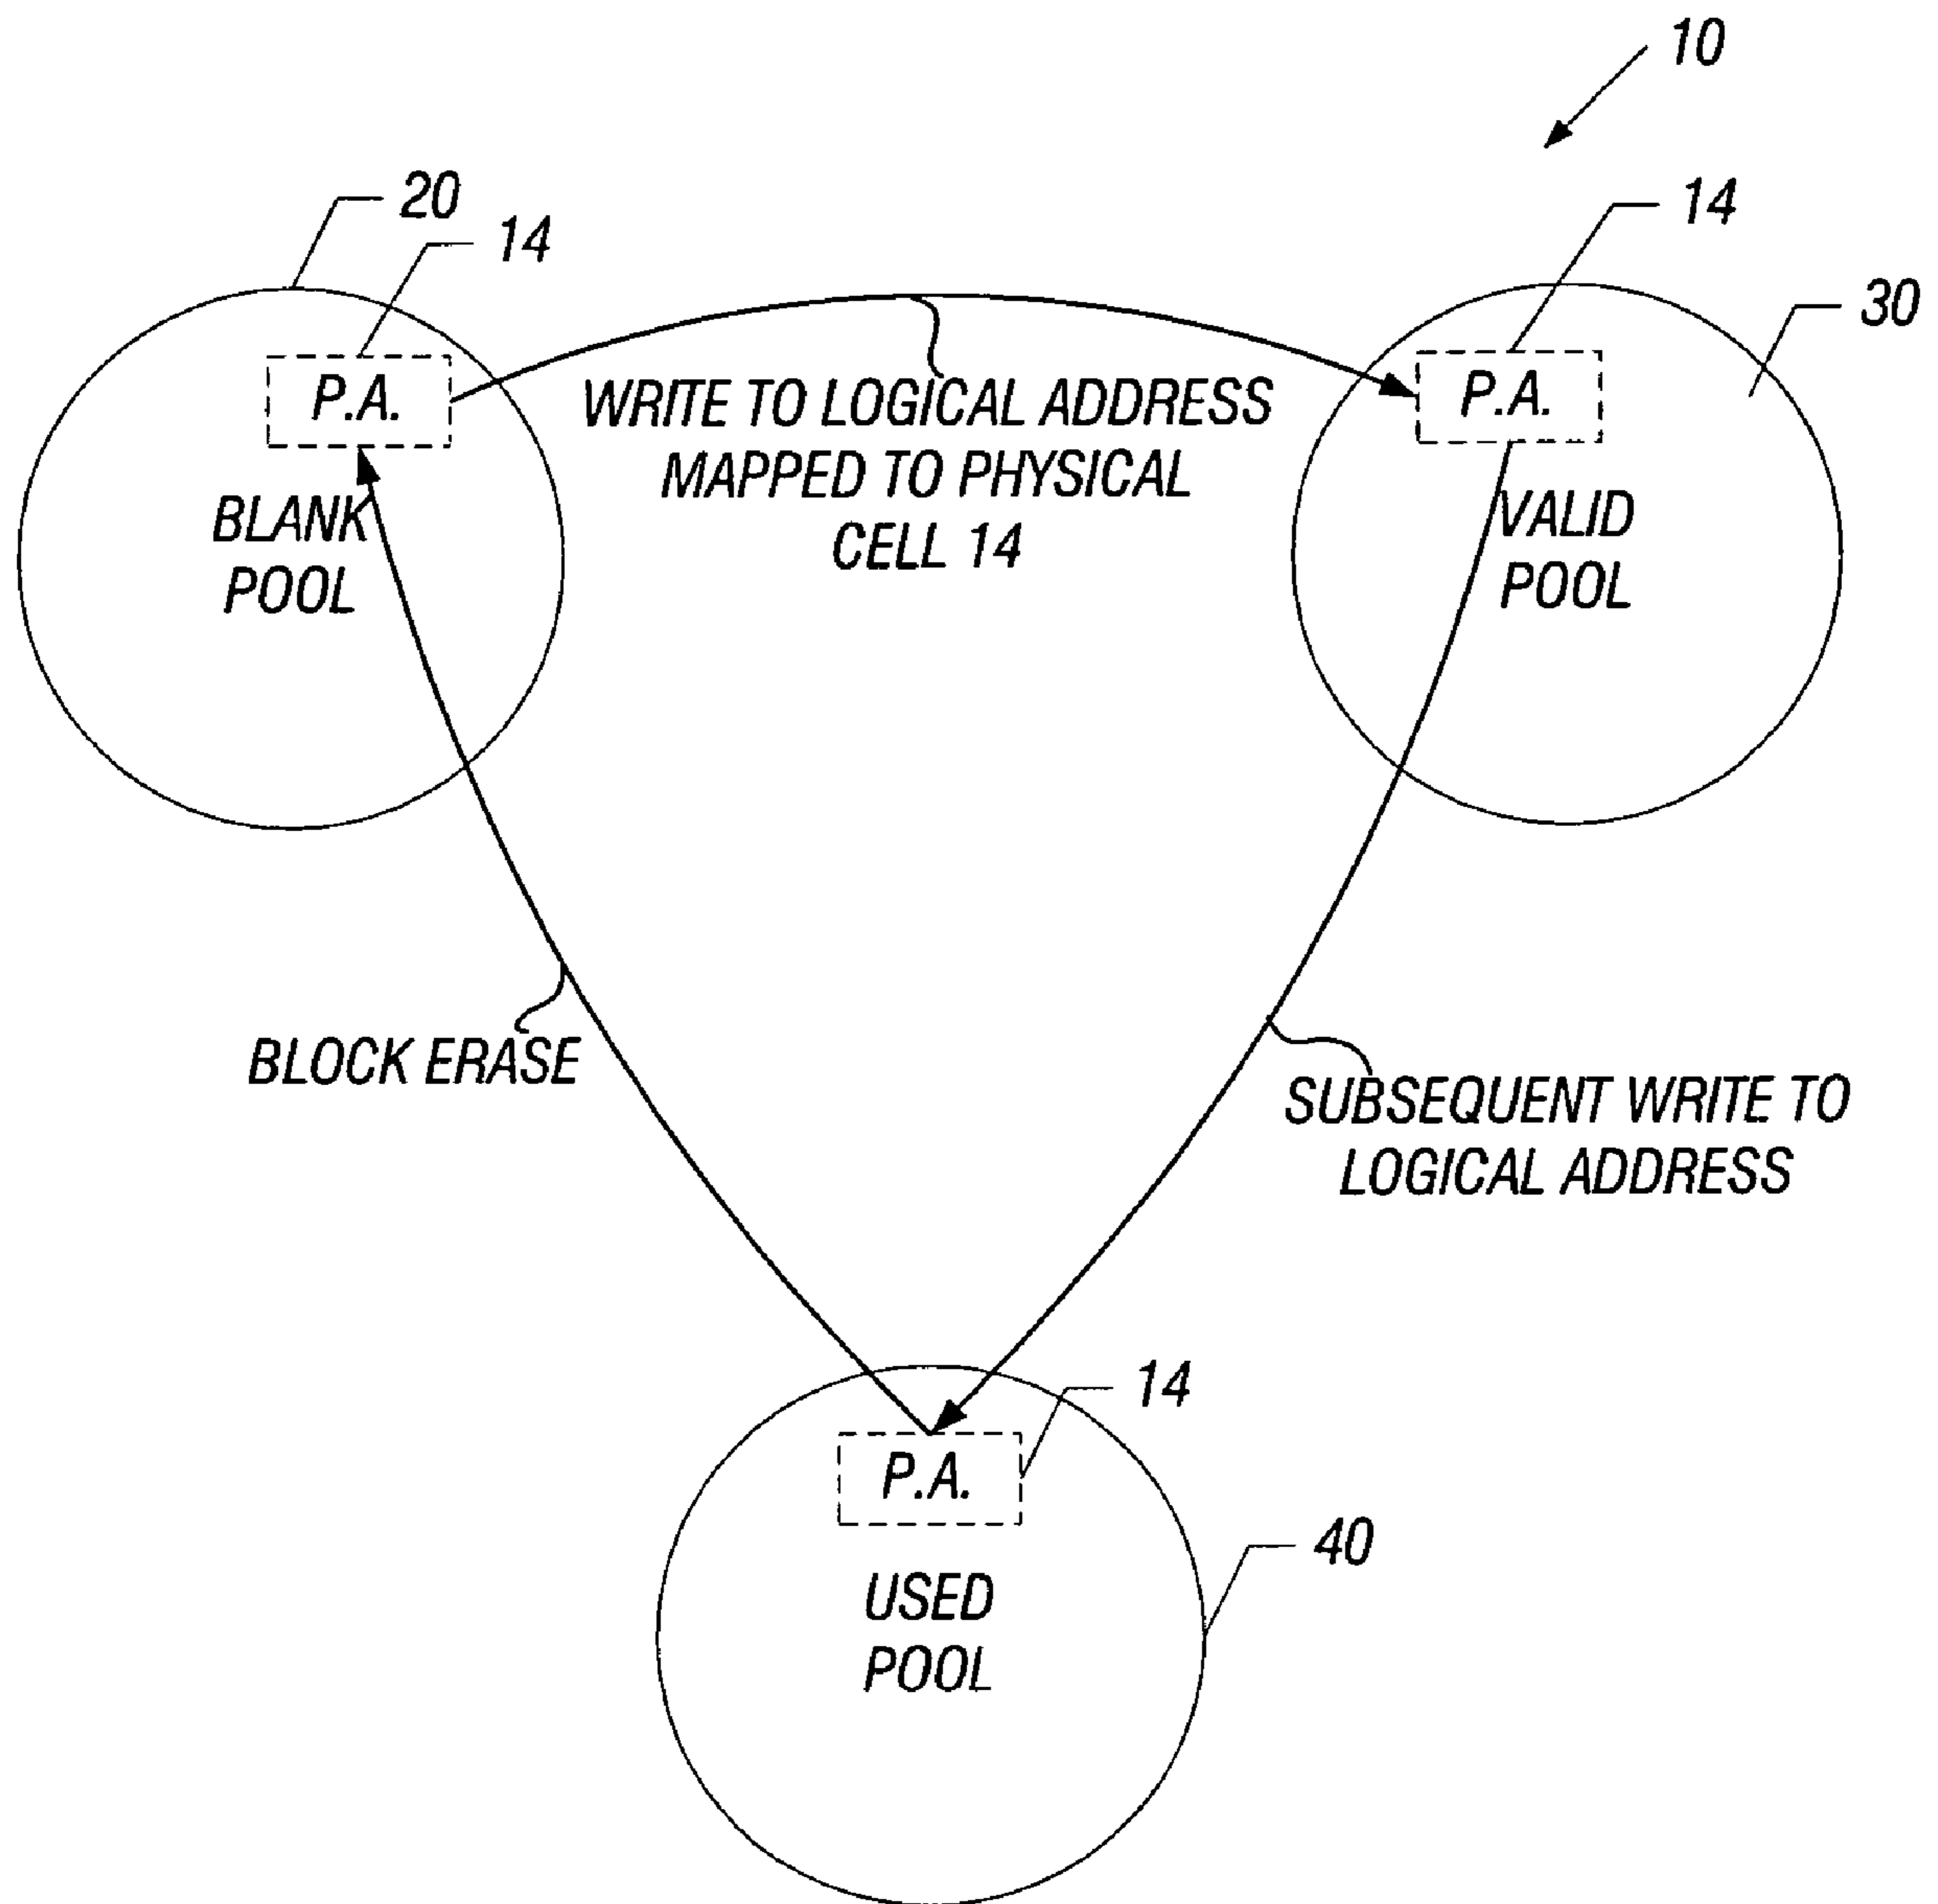 10
20
14
14
30
P.A.
P.A.
WRITE TO LOGICAL ADDRESS
MAPPED TO PHYSICAL
CELL 14
BLANK
POOL
VALID
POOL
BLOCK ERASE
SUBSEQUENT WRITE TO
LOGICAL ADDRESS
14
P.A.
40
USED
POOL